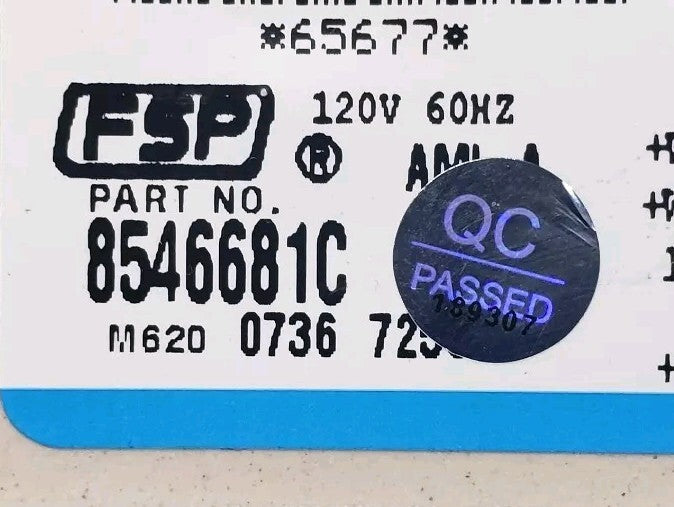 *65677*
FSP
120V 60HZ
®
PART NO.
8546681C
M620 0736
QC
PASSED
189307